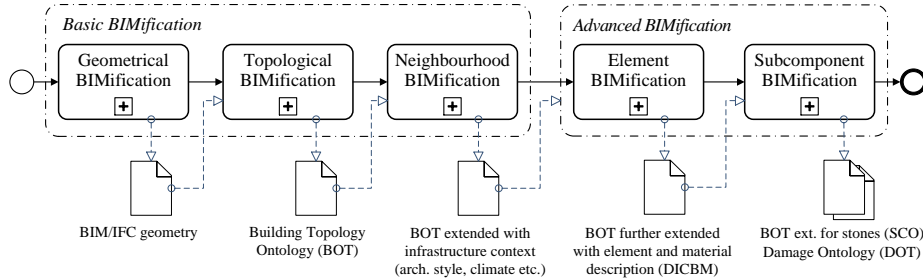 Basic BIMification
Advanced BIMification
Geometrical
BIMification
Topological
BIMification
Neighbourhood
BIMification
Element
BIMification
Subcomponent
BIMification
BIM/IFC geometry
Building Topology
Ontology (BOT)
BOT extended with
infrastructure context
(arch. style, climate etc.)
BOT further extended
with element and material
description (DICBM)
BOT ext. for stones (SCO)
Damage Ontology (DOT)